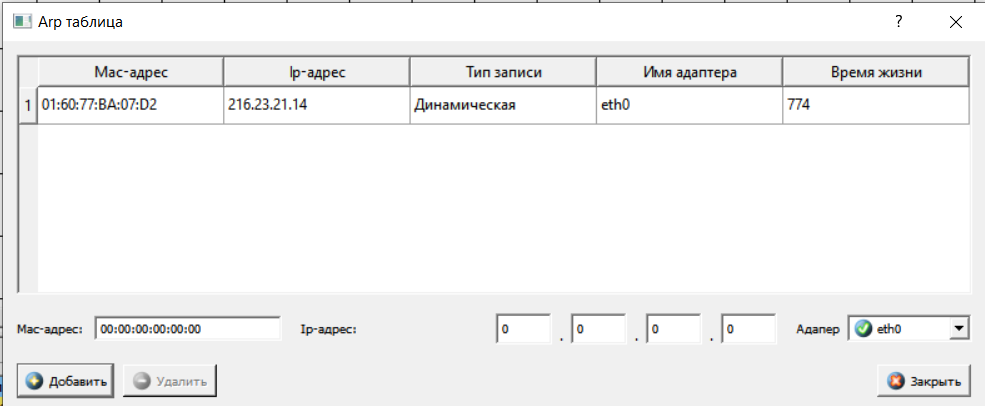 Arp таблица
?
Mac-адрес Ip-адрес Тип записи Имя адаптера Время жизни
1 01:60:77:BA:07:D2 216.23.21.14 Динамическая eth0 774
Mac-адрес: 00:00:00:00:00:00 Ip-адрес: 0 . 0 . 0 . 0 Адапер eth0
Добавить Удалить Закрыть